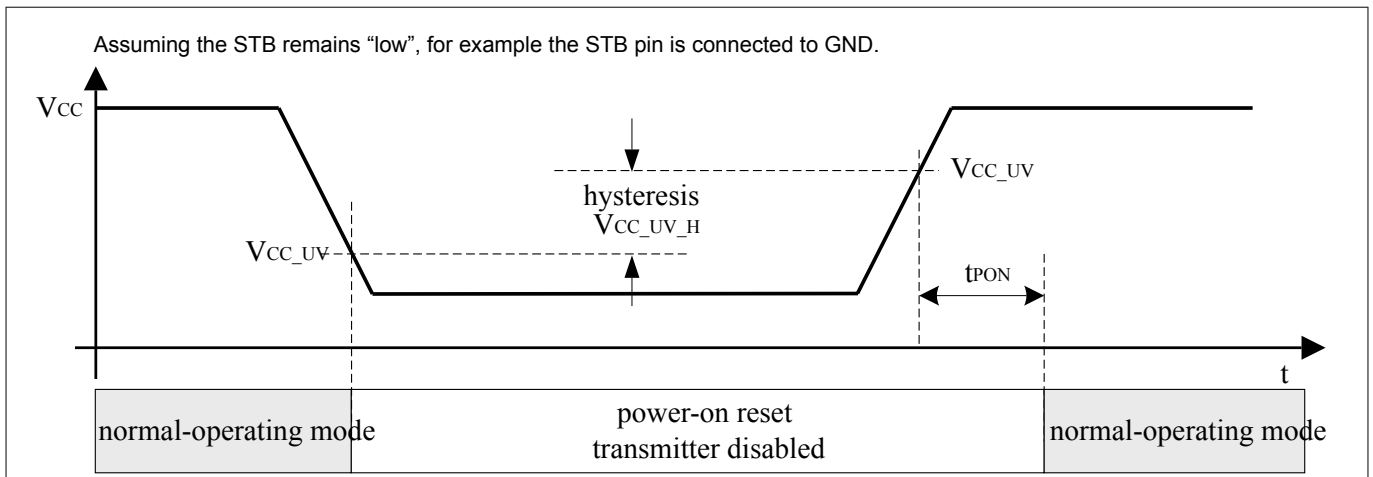 Assuming the STB remains “low”, for example the STB pin is connected to GND.
VCC
VCC_UV
hysteresis
VCC_UV_H
VCC_UV
tPON
t
normal-operating mode
power-on reset
transmitter disabled
normal-operating mode